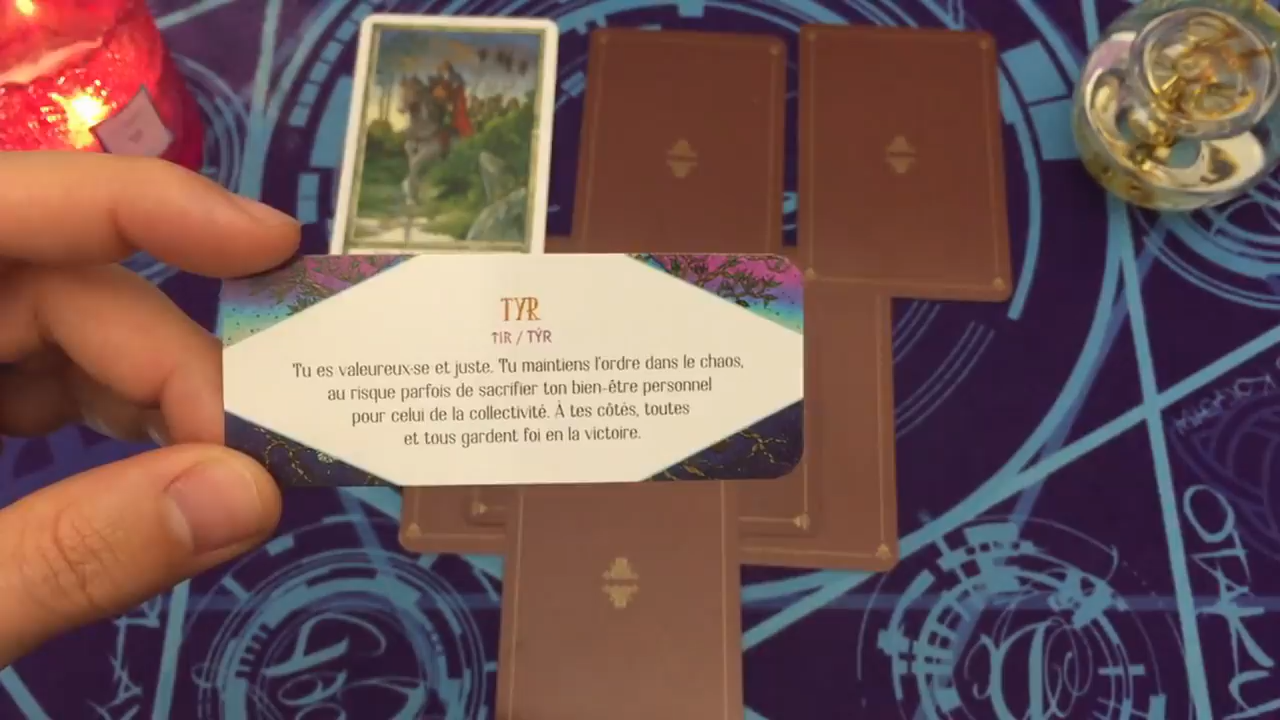 TYR
TIR / TÝR
Tu es valeureux·se et juste. Tu maintiens l'ordre dans le chaos,
au risque parfois de sacrifier ton bien-être personnel
pour celui de la collectivité. À tes côtés, toutes
et tous gardent foi en la victoire.
OTAKU